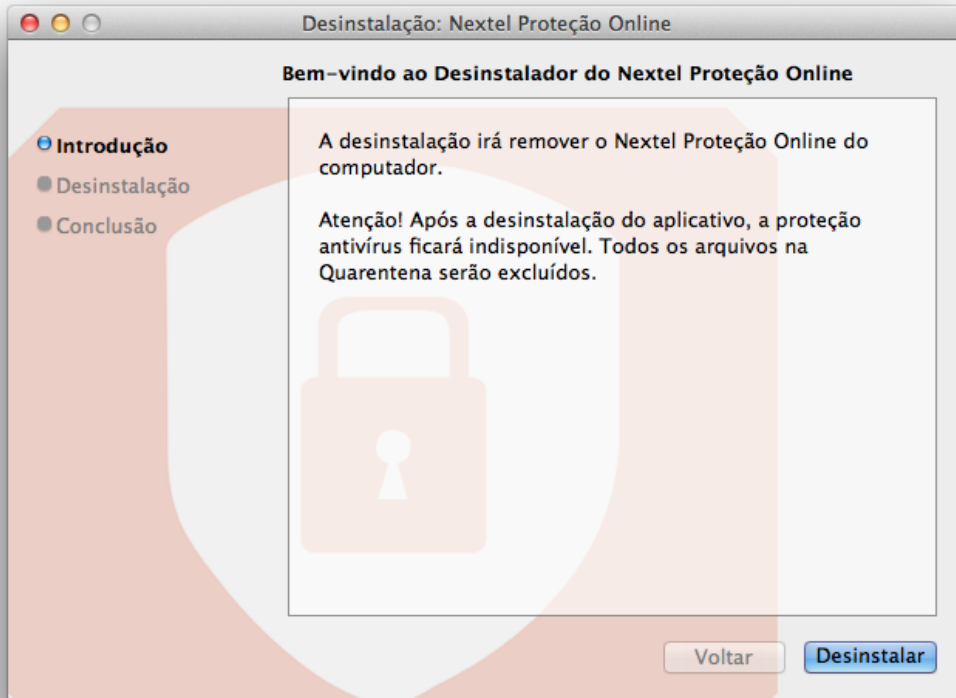 Desinstalação: Nextel Proteção Online
Bem-vindo ao Desinstalador do Nextel Proteção Online
Introdução
Desinstalação
Conclusão
A desinstalação irá remover o Nextel Proteção Online do
computador.
Atenção! Após a desinstalação do aplicativo, a proteção
antivírus ficará indisponível. Todos os arquivos na
Quarentena serão excluídos.
Voltar
Desinstalar